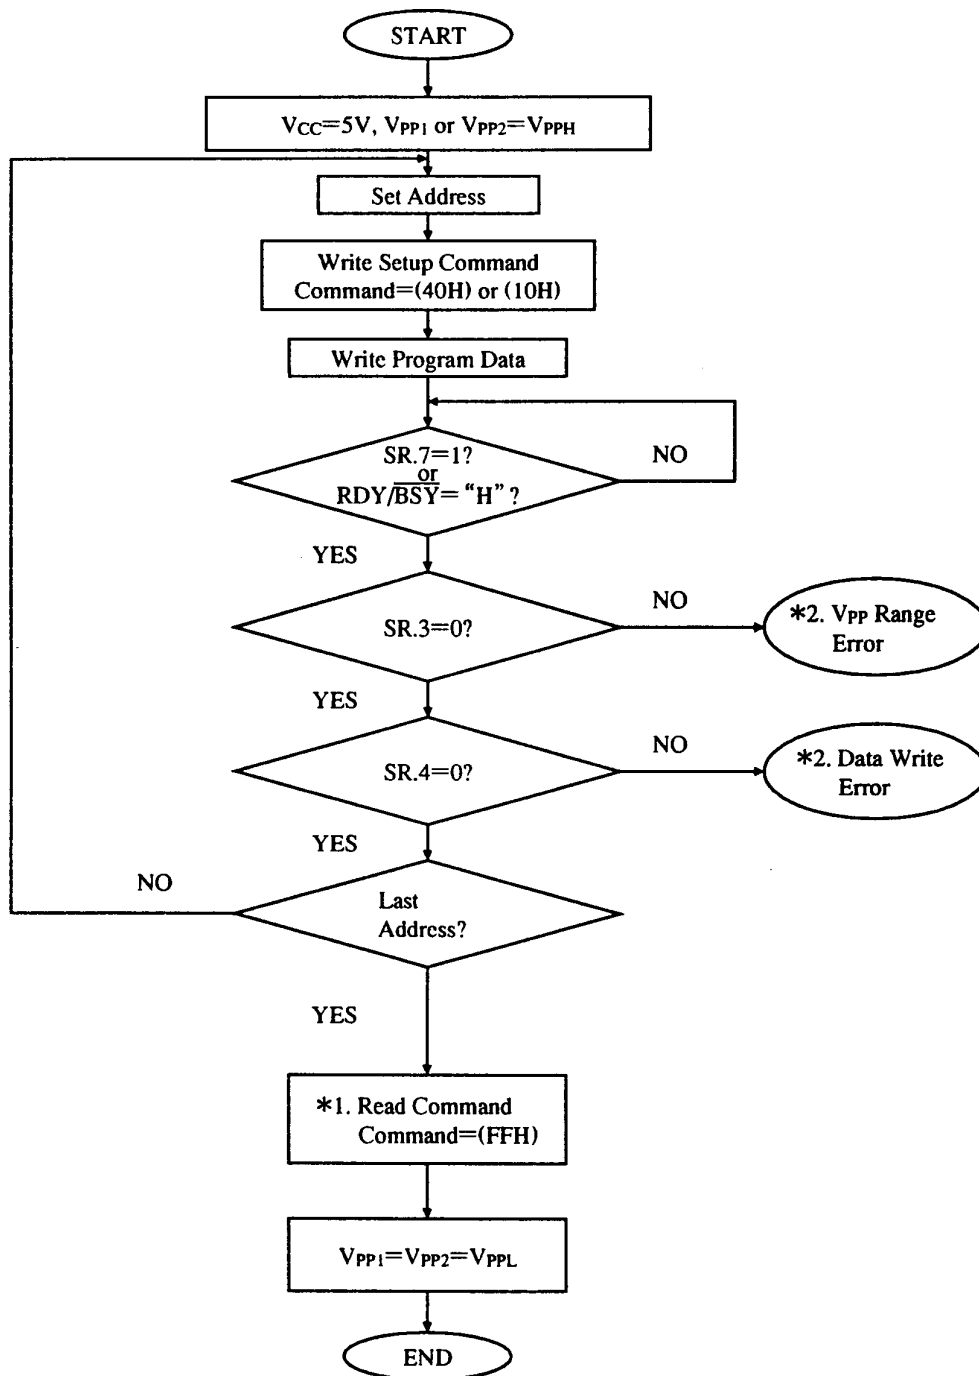 START
VCC=5V, VPP1 or VPP2=VPPH
Set Address
Write Setup Command
Command=(40H) or (10H)
Write Program Data
SR.7=1?
or
RDY/B̅S̅Y̅= “H” ?
NO
YES
SR.3=0?
NO
*2. VPP Range
Error
YES
SR.4=0?
NO
*2. Data Write
Error
YES
Last
Address?
NO
YES
*1. Read Command
Command=(FFH)
VPP1=VPP2=VPPL
END